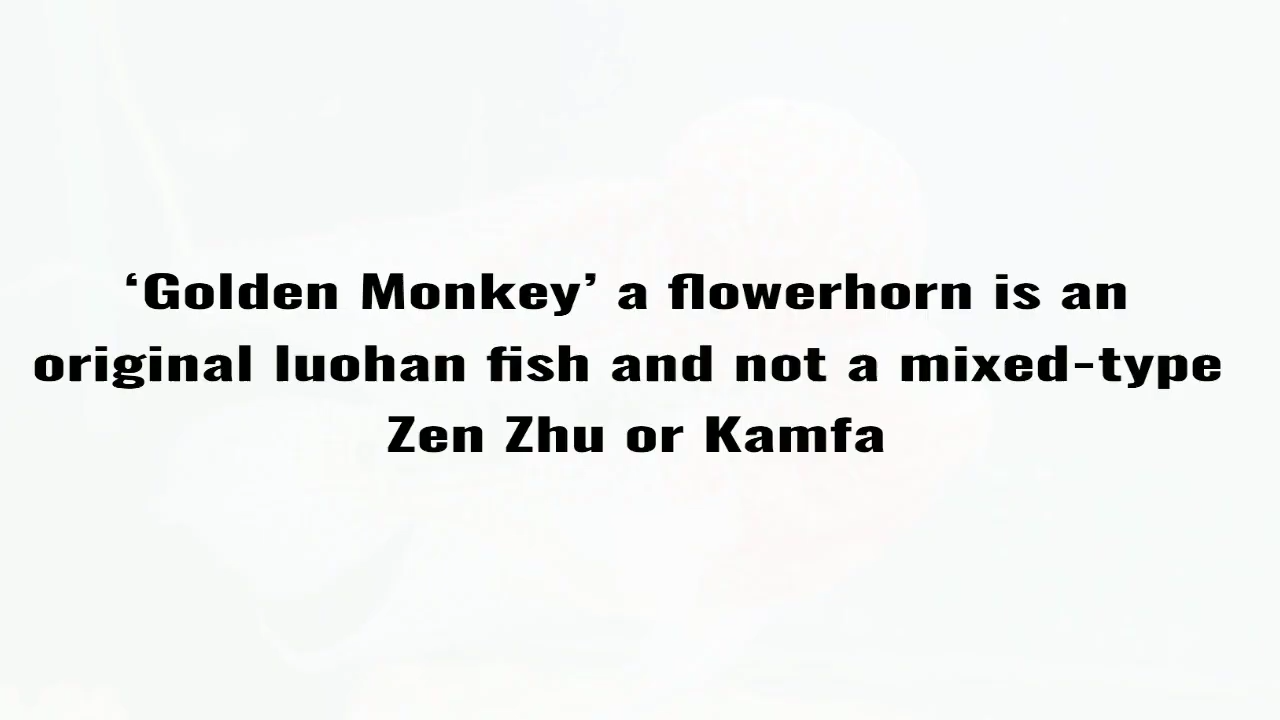 ‘Golden Monkey’ a flowerhorn is an
original luohan fish and not a mixed-type
Zen Zhu or Kamfa